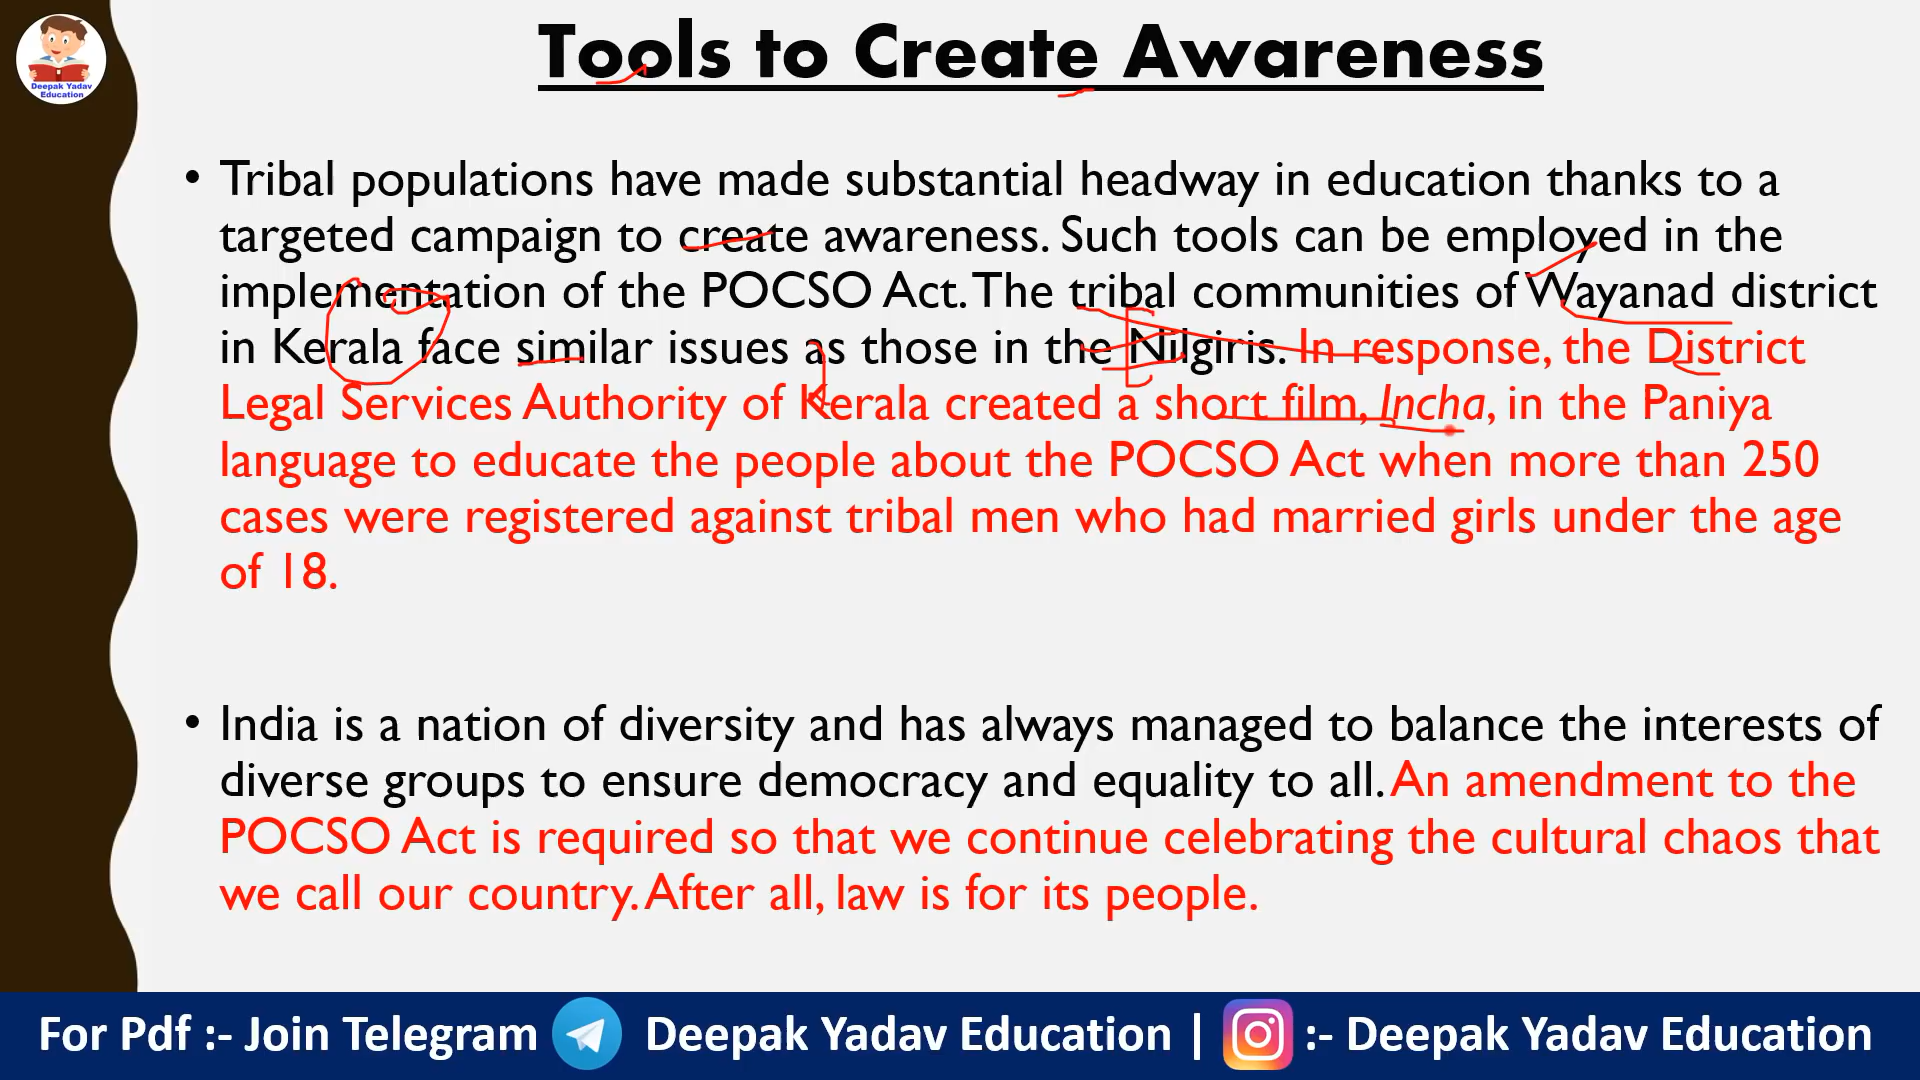 Tools to Create Awareness
Deepak Yadav
Education
• Tribal populations have made substantial headway in education thanks to a
targeted campaign to create awareness. Such tools can be employed in the
implementation of the POCSO Act. The tribal communities of Wayanad district
in Kerala face similar issues as those in the Nilgiris. In response, the District
Legal Services Authority of Kerala created a short film, Incha, in the Paniya
language to educate the people about the POCSO Act when more than 250
cases were registered against tribal men who had married girls under the age
of 18.
• India is a nation of diversity and has always managed to balance the interests of
diverse groups to ensure democracy and equality to all. An amendment to the
POCSO Act is required so that we continue celebrating the cultural chaos that
we call our country. After all, law is for its people.
For Pdf :- Join Telegram Deepak Yadav Education | :- Deepak Yadav Education